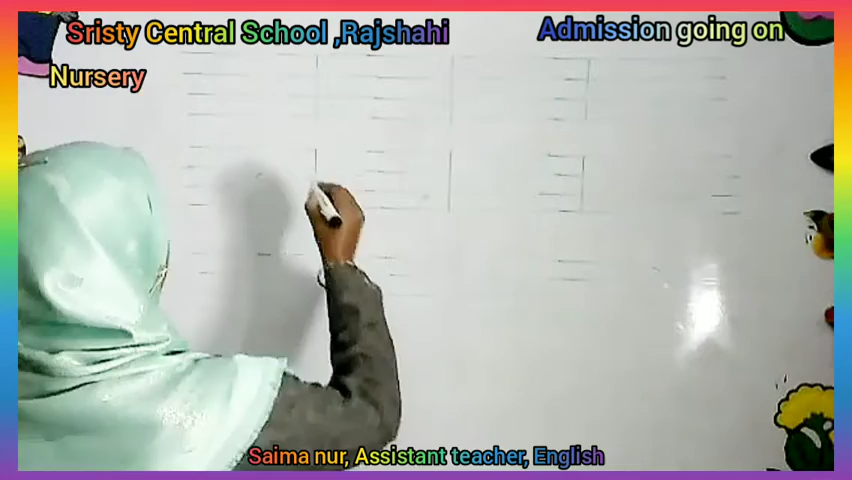 Sristy Central School ,Rajshahi
Admission going on
Nursery
Saima nur, Assistant teacher, English